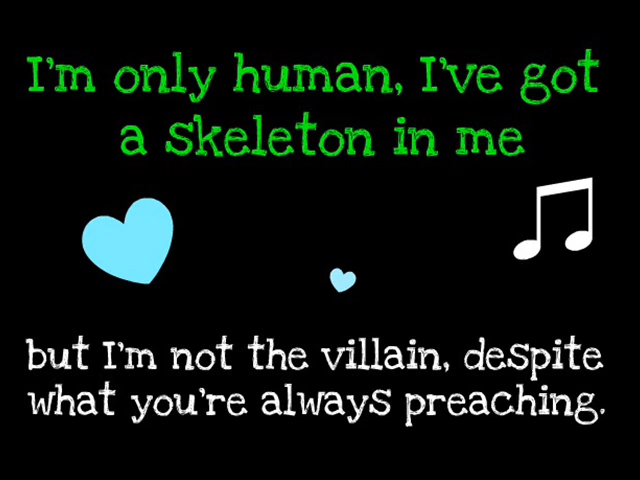 I'm only human, I've got
a skeleton in me
but I'm not the villain, despite
what you're always preaching.